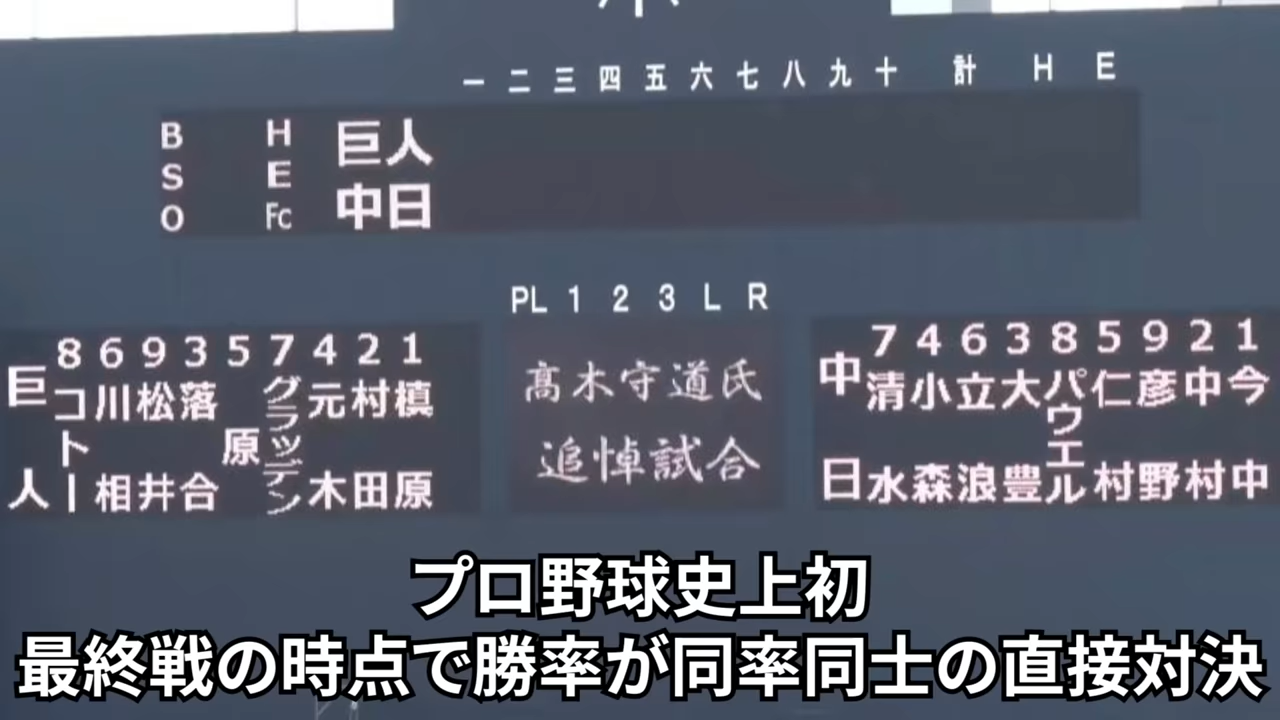 一 二 三 四 五 六 七 八 九 十 計 H E
B H 巨人
S E
O Fc 中日
PL 1 2 3 L R
巨人
8 コトー
6 川相
9 松井
3 落合
5 原
7 グラッデン
4 元木
2 村田
1 槙原
高木守道氏
追悼試合
中日
7 清水
4 小森
6 立浪
3 大豊
8 パウエル
5 仁村
9 彦野
2 中村
1 今中
プロ野球史上初
最終戦の時点で勝率が同率同士の直接対決